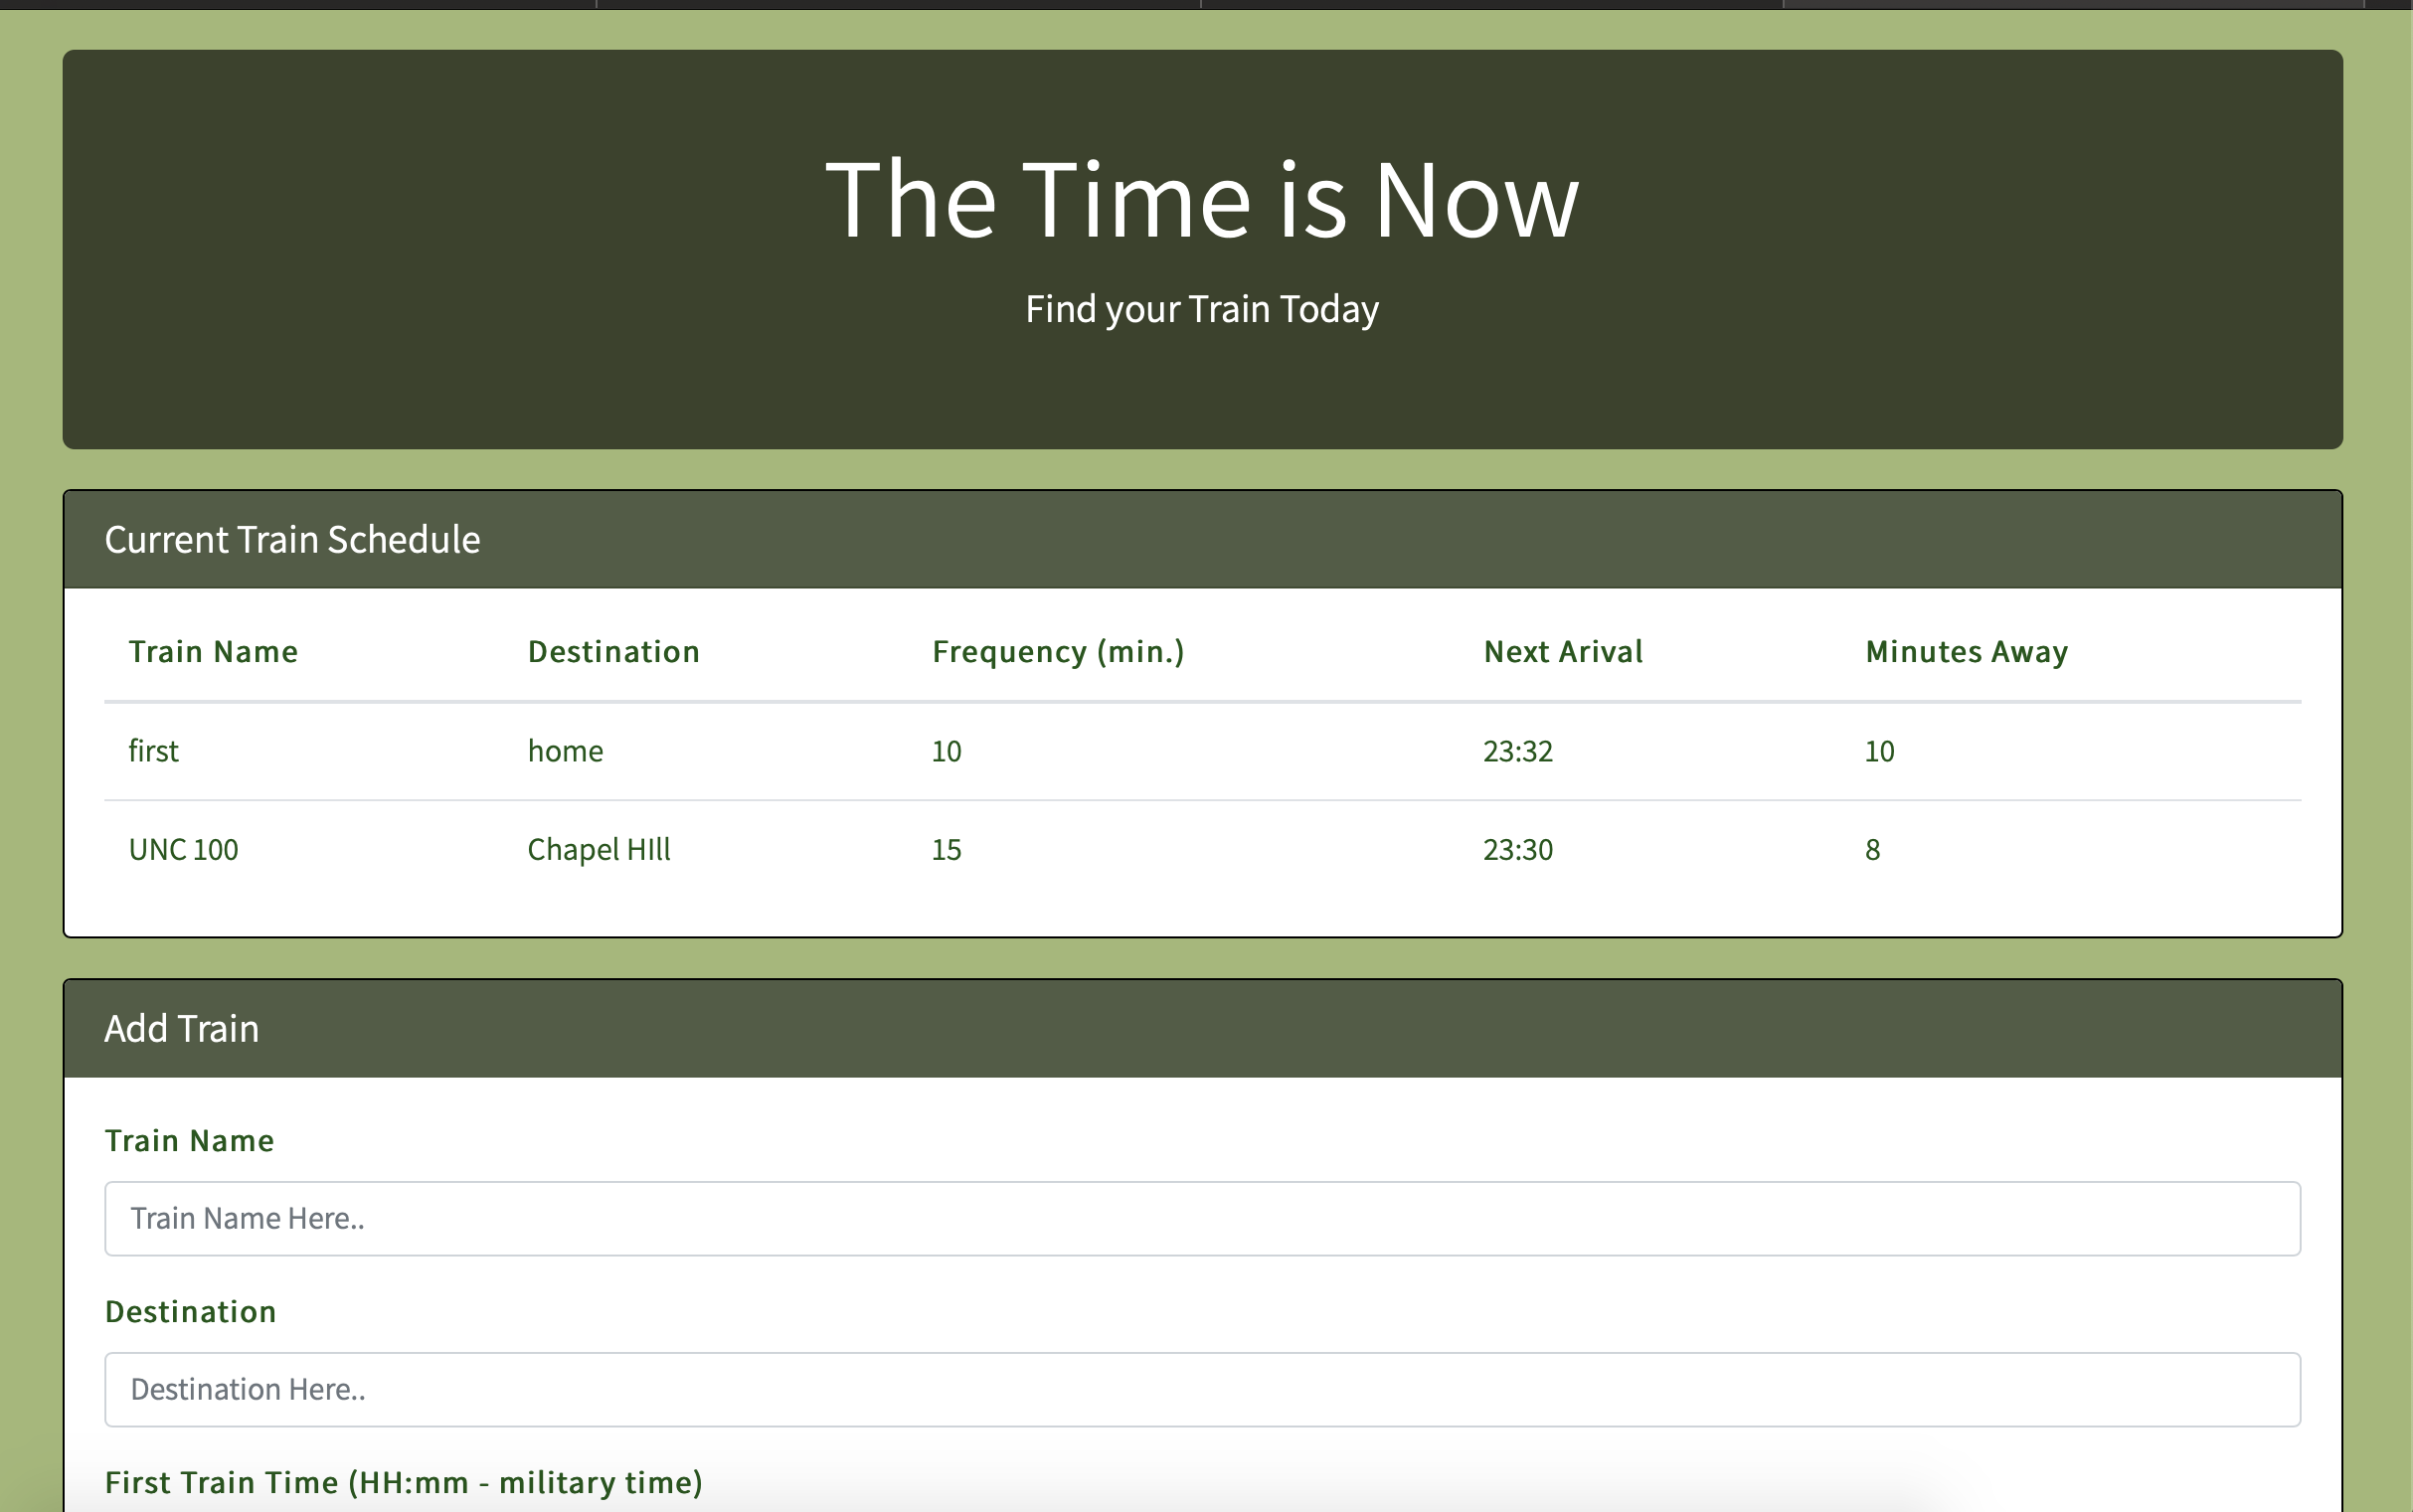 The Time is Now
Find your Train Today
Current Train Schedule
Train Name Destination Frequency (min.) Next Arival Minutes Away
first home 10 23:32 10
UNC 100 Chapel HIll 15 23:30 8
Add Train
Train Name
Train Name Here..
Destination
Destination Here..
First Train Time (HH:mm - military time)